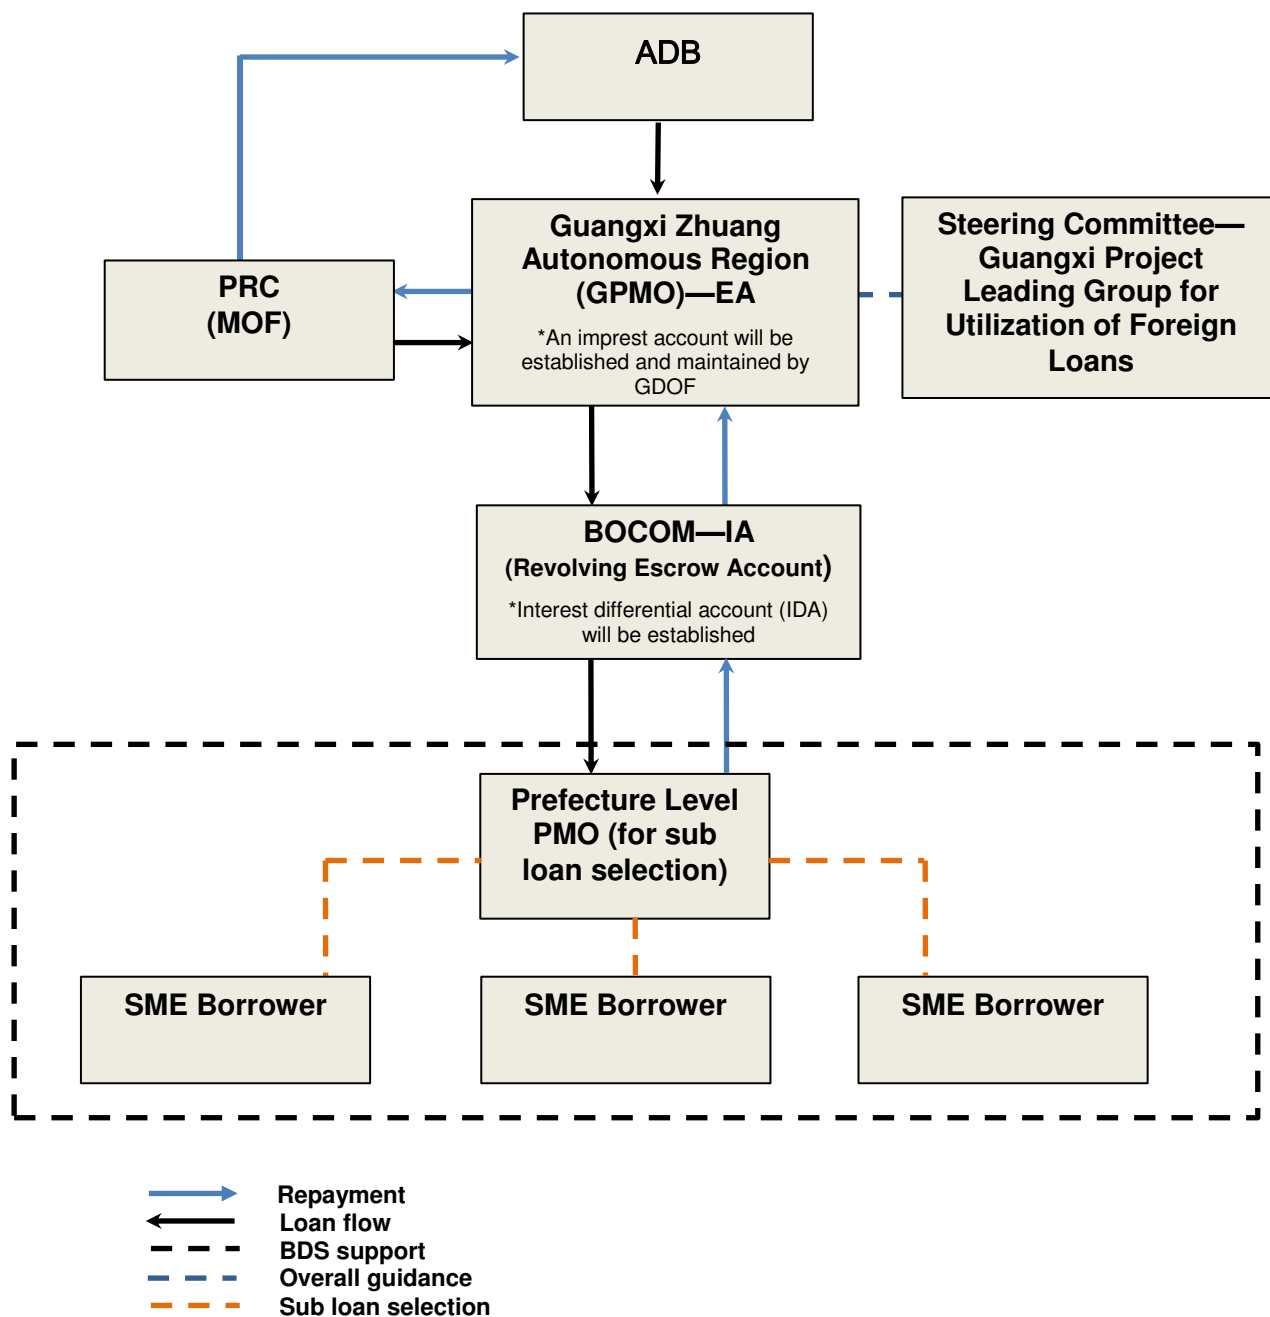 ADB
Guangxi Zhuang
Autonomous Region
(GPMO)—EA
*An imprest account will be
established and maintained by
GDOF
Steering Committee—
Guangxi Project
Leading Group for
Utilization of Foreign
Loans
PRC
(MOF)
BOCOM—IA
(Revolving Escrow Account)
*Interest differential account (IDA)
will be established
Prefecture Level
PMO (for sub
loan selection)
SME Borrower
SME Borrower
SME Borrower
Repayment
Loan flow
BDS support
Overall guidance
Sub loan selection